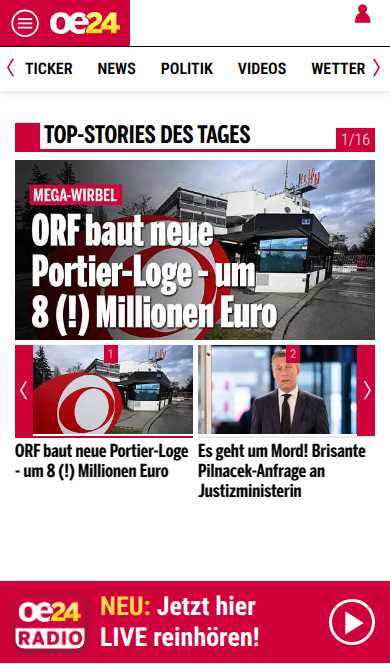 oe24
TICKER NEWS POLITIK VIDEOS WETTER
TOP-STORIES DES TAGES
1/16
MEGA-WIRBEL
ORF baut neue
Portier-Loge - um
8 (!) Millionen Euro
1
2
ORF baut neue Portier-Loge
- um 8 (!) Millionen Euro
Es geht um Mord! Brisante
Pilnacek-Anfrage an
Justizministerin
oe24
RADIO
NEU: Jetzt hier
LIVE reinhören!